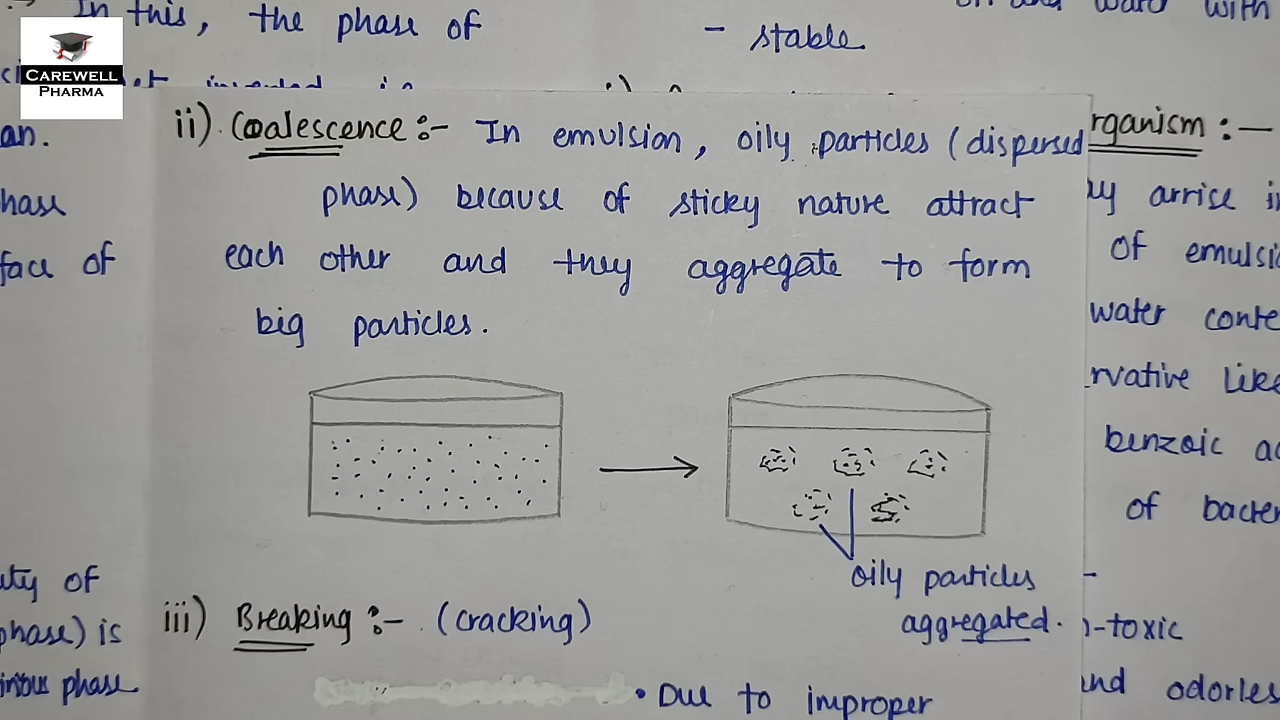 In this, the phase of
- stable
with
CAREWELL
PHARMA
an.
ii) Coalescence :- In emulsion, oily particles (dispersed
phase) because of sticky nature attract
each other and they aggregate to form
big particles.
rganism :-
arrise
hase
face of
of emulsi
water conte
rvative like
benzoic
of bacter
oily particles
aggregated.
iii) Breaking :- (cracking)
• Due to improper
ity of
phase) is
phase
-toxic
and odorles